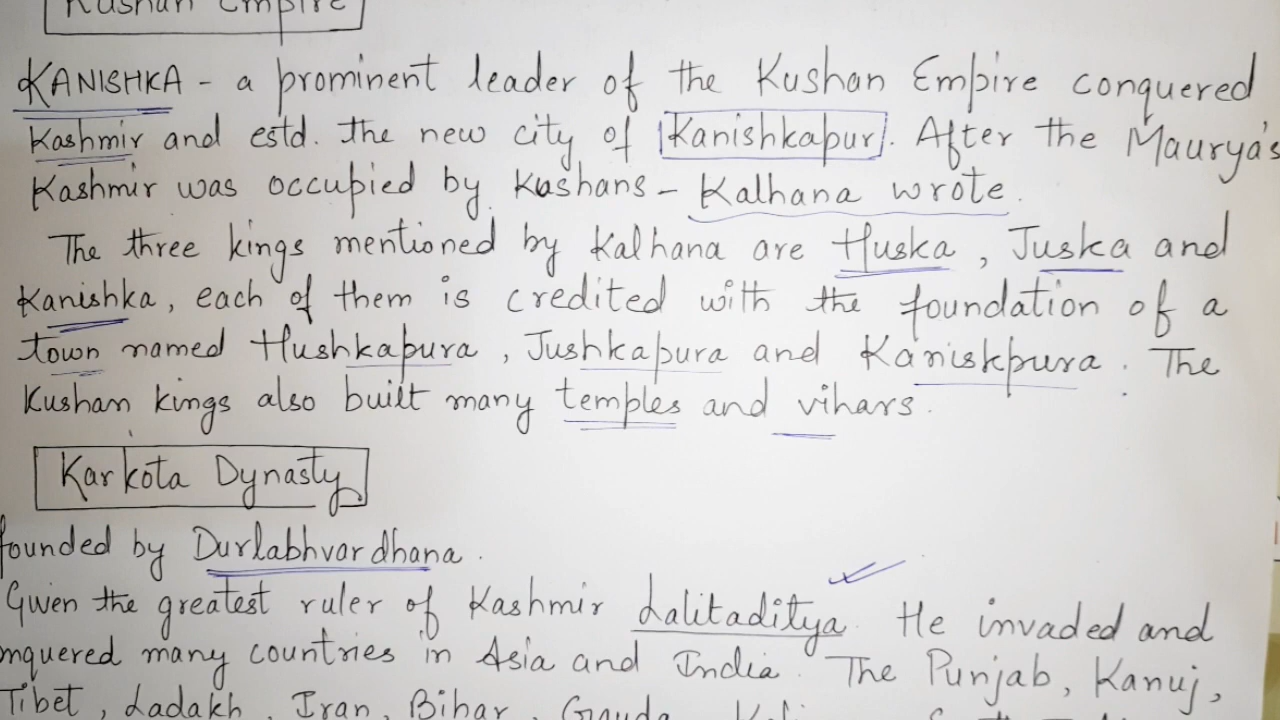 Kushan Empire
KANISHKA - a prominent leader of the Kushan Empire conquered
Kashmir and estd. the new city of Kanishkapur. After the Maurya's
Kashmir was occupied by Kushans - Kalhana wrote.
The three kings mentioned by Kalhana are Huska, Juska and
Kanishka, each of them is credited with the foundation of a
town named Hushkapura, Jushkapura and Kaniskpura. The
Kushan kings also built many temples and vihars.
Karkota Dynasty
founded by Durlabhvardhana.
Given the greatest ruler of Kashmir Lalitaditya. He invaded and
nquered many countries in Asia and India. The Punjab, Kanuj,
Tibet, Ladakh, Iran, Bihar, Gauda,